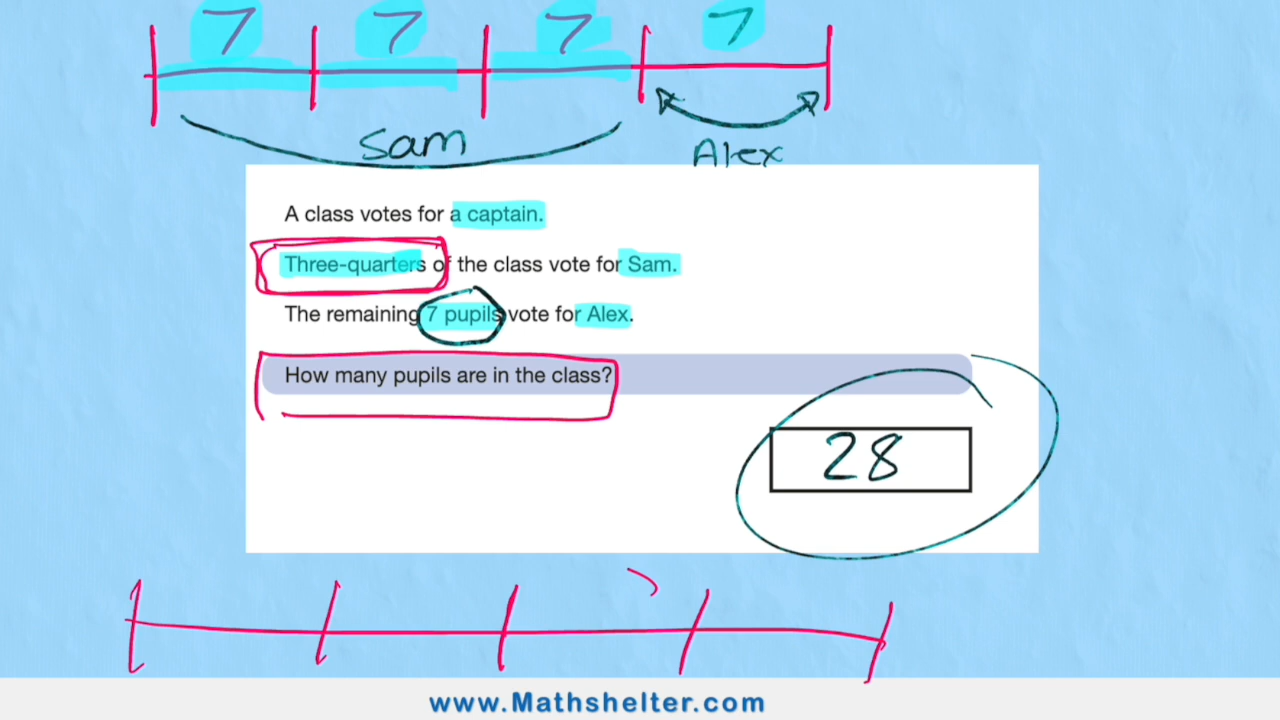 7 7 7 7
Sam
Alex
A class votes for a captain.
Three-quarters of the class vote for Sam.
The remaining 7 pupils vote for Alex.
How many pupils are in the class?
28
www.Mathshelter.com